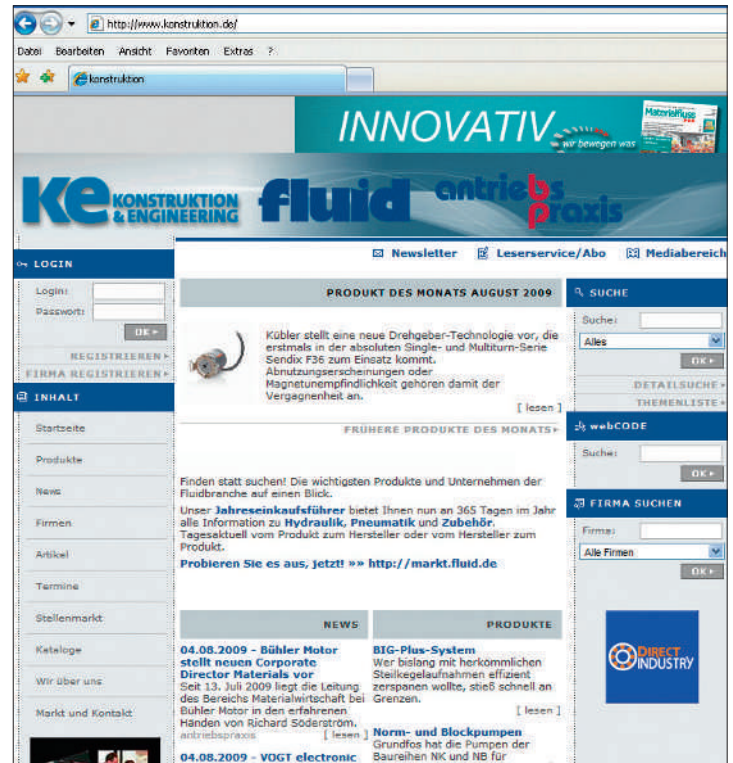 http://www.konstruktion.de/
Datei Bearbeiten Ansicht Favoriten Extras ?
konstruktion
INNOVATIV
wir bewegen was
Materialfluss
ke KONSTRUKTION
& ENGINEERING
fluid
antriebs
praxis
Newsletter Leserservice/Abo Mediabereich
LOGIN
Login:
Passwort:
OK
REGISTRIEREN
FIRMA REGISTRIEREN
INHALT
Startseite
Produkte
News
Firmen
Artikel
Termine
Stellenmarkt
Kataloge
Wir über uns
Markt und Kontakt
PRODUKT DES MONATS AUGUST 2009
Kübler stellt eine neue Drehgeber-Technologie vor, die
erstmals in der absoluten Single- und Multiturn-Serie
Sendix F36 zum Einsatz kommt.
Abnutzungserscheinungen oder
Magnetunempfindlichkeit gehören damit der
Vergagnenheit an.
[ lesen ]
FRÜHERE PRODUKTE DES MONATS
Finden statt suchen! Die wichtigsten Produkte und Unternehmen der
Fluidbranche auf einen Blick.
Unser Jahreseinkaufsführer bietet Ihnen nun an 365 Tagen im Jahr
alle Information zu Hydraulik, Pneumatik und Zubehör.
Tagesaktuell vom Produkt zum Hersteller oder vom Hersteller zum
Produkt.
Probieren Sie es aus, jetzt! »» http://markt.fluid.de
NEWS
04.08.2009 - Bühler Motor
stellt neuen Corporate
Director Materials vor
Seit 13. Juli 2009 liegt die Leitung
des Bereichs Materialwirtschaft bei
Bühler Motor in den erfahrenen
Händen von Richard Söderström.
antriebspraxis [ lesen ]
04.08.2009 - VOGT electronic
PRODUKTE
BIG-Plus-System
Wer bislang mit herkömmlichen
Steilkegelaufnahmen effizient
zerspanen wollte, stieß schnell an
Grenzen.
[ lesen ]
Norm- und Blockpumpen
Grundfos hat die Pumpen der
Baureihen NK und NB für
SUCHE
Suche:
Alles
OK
DETAILSUCHE
THEMENLISTE
webCODE
Suche:
OK
FIRMA SUCHEN
Firma:
Alle Firmen
OK
DIRECT
INDUSTRY